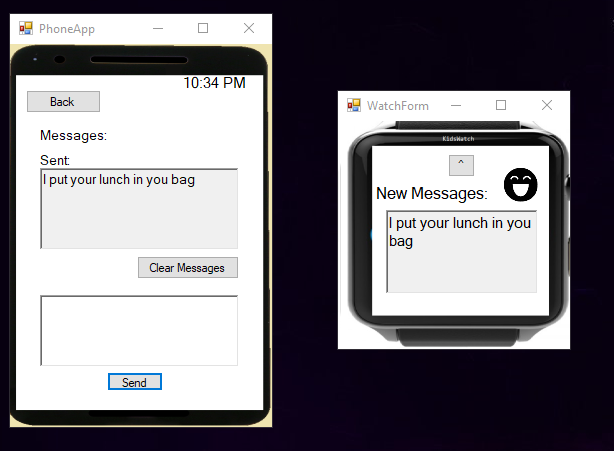 PhoneApp
10:34 PM
Back
Messages:
Sent:
I put your lunch in you bag
Clear Messages
Send
WatchForm
KidsWatch
^
New Messages:
I put your lunch in you
bag